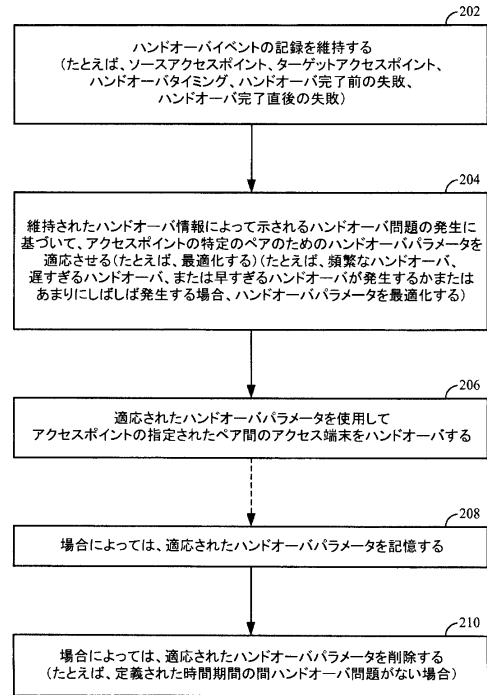 202
ハンドオーバイベントの記録を維持する
(たとえば、ソースアクセスポイント、ターゲットアクセスポイント、
ハンドオーバタイミング、ハンドオーバ完了前の失敗、
ハンドオーバ完了直後の失敗)
204
維持されたハンドオーバ情報によって示されるハンドオーバ問題の発生に
基づいて、アクセスポイントの特定のペアのためのハンドオーバパラメータを
適応させる(たとえば、最適化する)(たとえば、頻繁なハンドオーバ、
遅すぎるハンドオーバ、または早すぎるハンドオーバが発生するかまたは
あまりにしばしば発生する場合、ハンドオーバパラメータを最適化する)
206
適応されたハンドオーバパラメータを使用して
アクセスポイントの指定されたペア間のアクセス端末をハンドオーバする
208
場合によっては、適応されたハンドオーバパラメータを記憶する
210
場合によっては、適応されたハンドオーバパラメータを削除する
(たとえば、定義された時間期間の間ハンドオーバ問題がない場合)